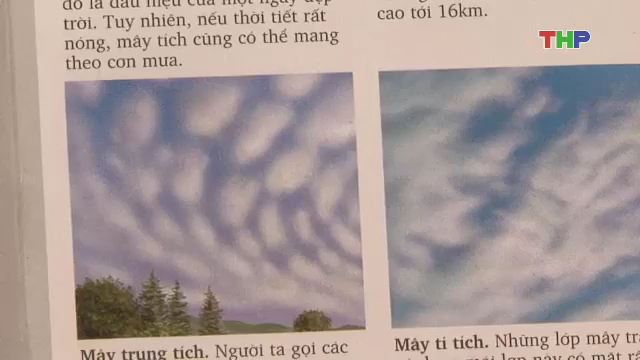 trời. Tuy nhiên, nếu thời tiết rất
nóng, mây tích cũng có thể mang
theo con mưa.
cao tới 16km.
THP
Mây trung tích. Người ta gọi các
Mây ti tích. Những lớp mây